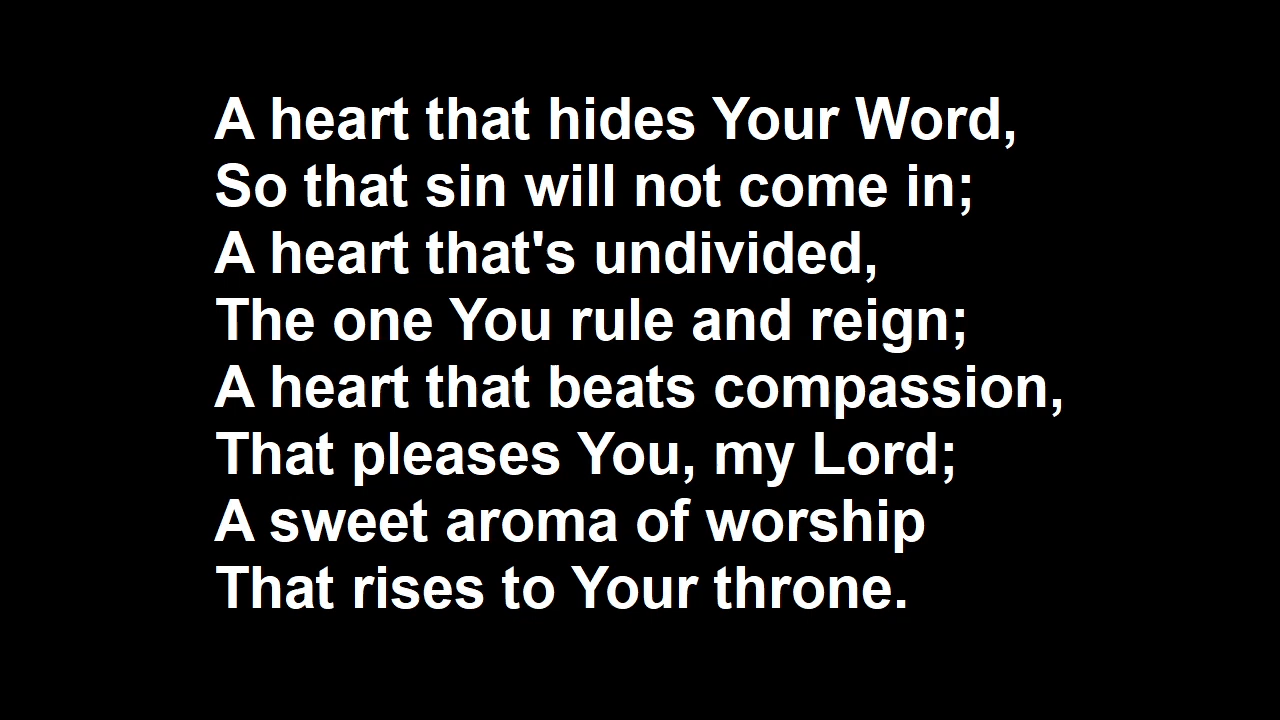 A heart that hides Your Word,
So that sin will not come in;
A heart that's undivided,
The one You rule and reign;
A heart that beats compassion,
That pleases You, my Lord;
A sweet aroma of worship
That rises to Your throne.